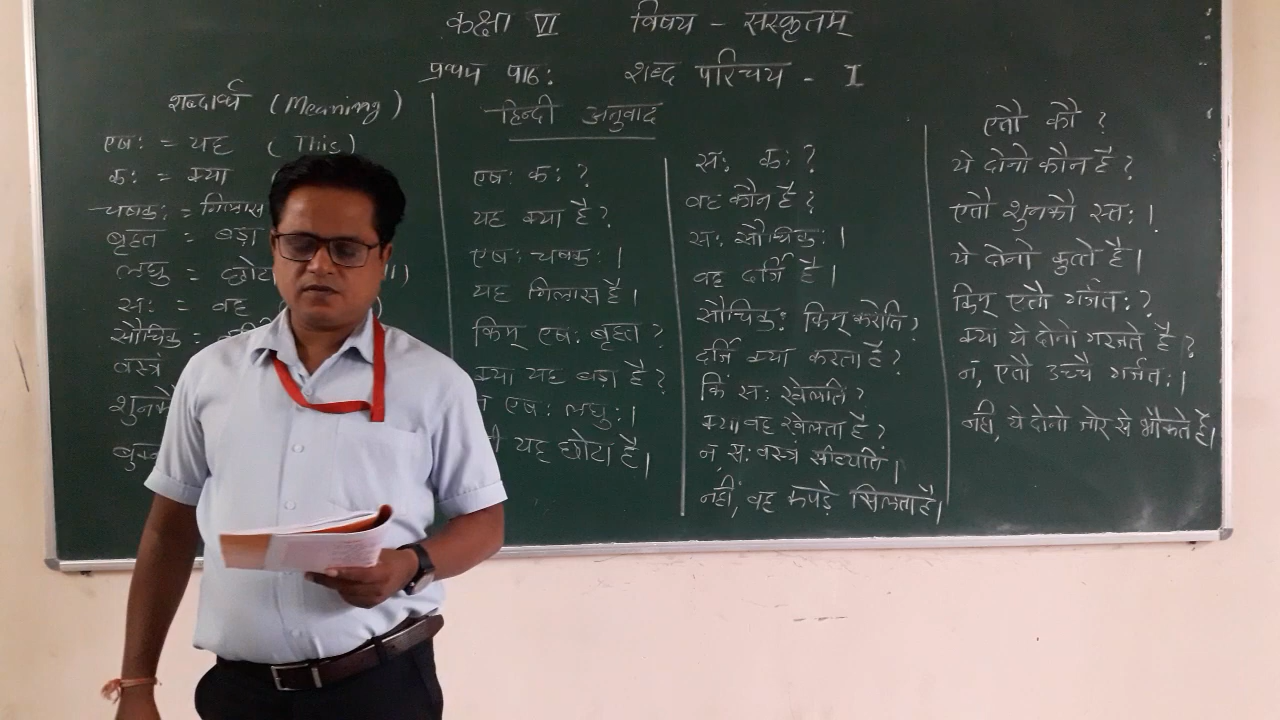 कक्षा VI विषय - संस्कृतम्
प्रथम पाठ: शब्द परिचय - I
शब्दार्थ (Meaning)
एष: = यह (This)
क: = क्या (
चषक: = गिलास
बृहत = बड़ा
लघु = छोटा
स: = वह
सौचिक: =
वस्त्रं
हिन्दी अनुवाद
एष: क: ?
यह क्या है ?
एष: चषक: ।
यह गिलास है ।
किम् एष: बृहत ?
क्या यह बड़ा है ?
न एष: लघु: ।
यह छोटा है ।
स: क: ?
वह कौन है ?
स: सौचिक: ।
वह दर्जि है ।
सौचिक: किम् करोति ?
दर्जि क्या करता है ?
किं स: खेलति ?
क्या वह खेलता है ?
न, स: वस्त्रं सीव्यति ।
नहीं, वह कपड़े सिलता है ।
एतौ कौ ?
ये दोनो कौन है ?
एतौ शुनकौ स्त: ।
ये दोनो कुत्तो है ।
किम् एतौ गर्जत: ?
क्या ये दोनो गरजते है ?
न, एतौ उच्चै गर्जत: ।
नही, ये दोनो जोर से भौकते है ।